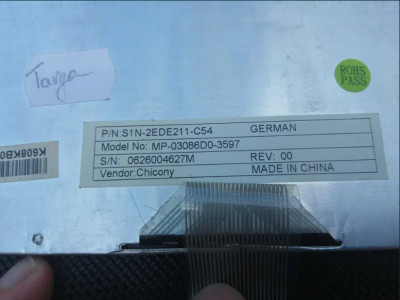 Targa
ROHS
PASS
P/N:S1N-2EDE211-C54 GERMAN
Model No: MP-03086D0-3597
S/N: 0626004627M REV: 00
Vendor:Chicony MADE IN CHINA
K608KB0